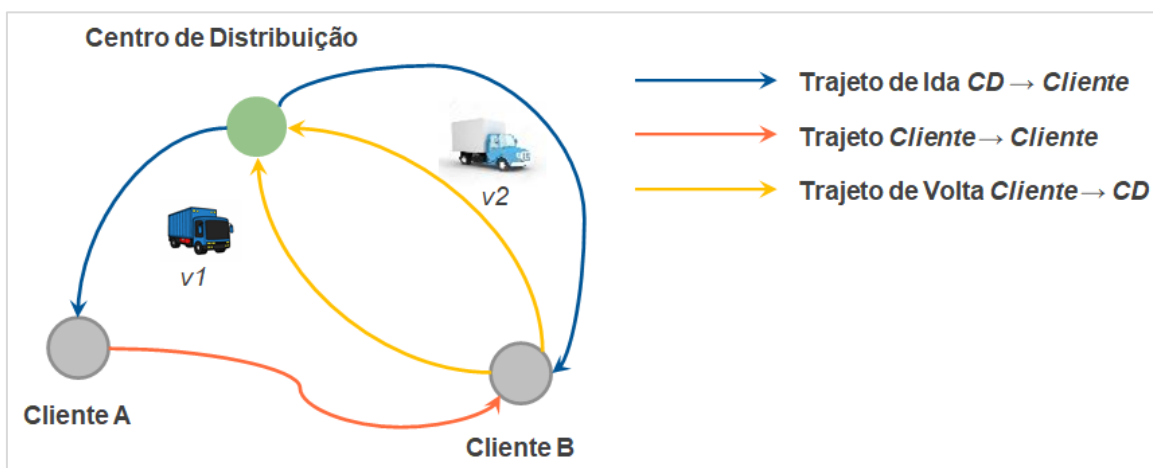 Centro de Distribuição
Trajeto de Ida CD → Cliente
Trajeto Cliente → Cliente
Trajeto de Volta Cliente → CD
v2
v1
Cliente A
Cliente B